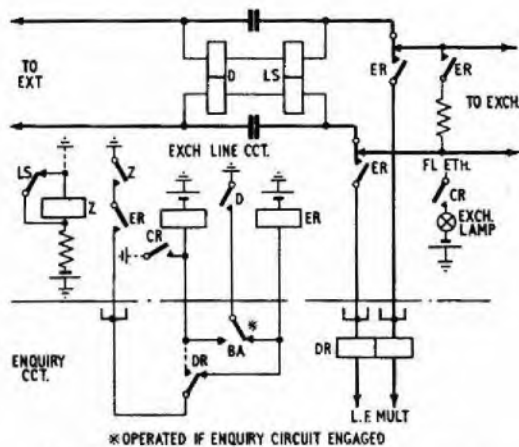 TO
EXT
D
LS
ER
ER
TO EXCH.
EXCH LINE CCT.
ER
FL ETH.
LS
Z
Z
ER
CR
D
ER
CR
EXCH.
LAMP
ENQUIRY
CCT.
DR
BA
*
DR
L.F. MULT
*OPERATED IF ENQUIRY CIRCUIT ENGAGED